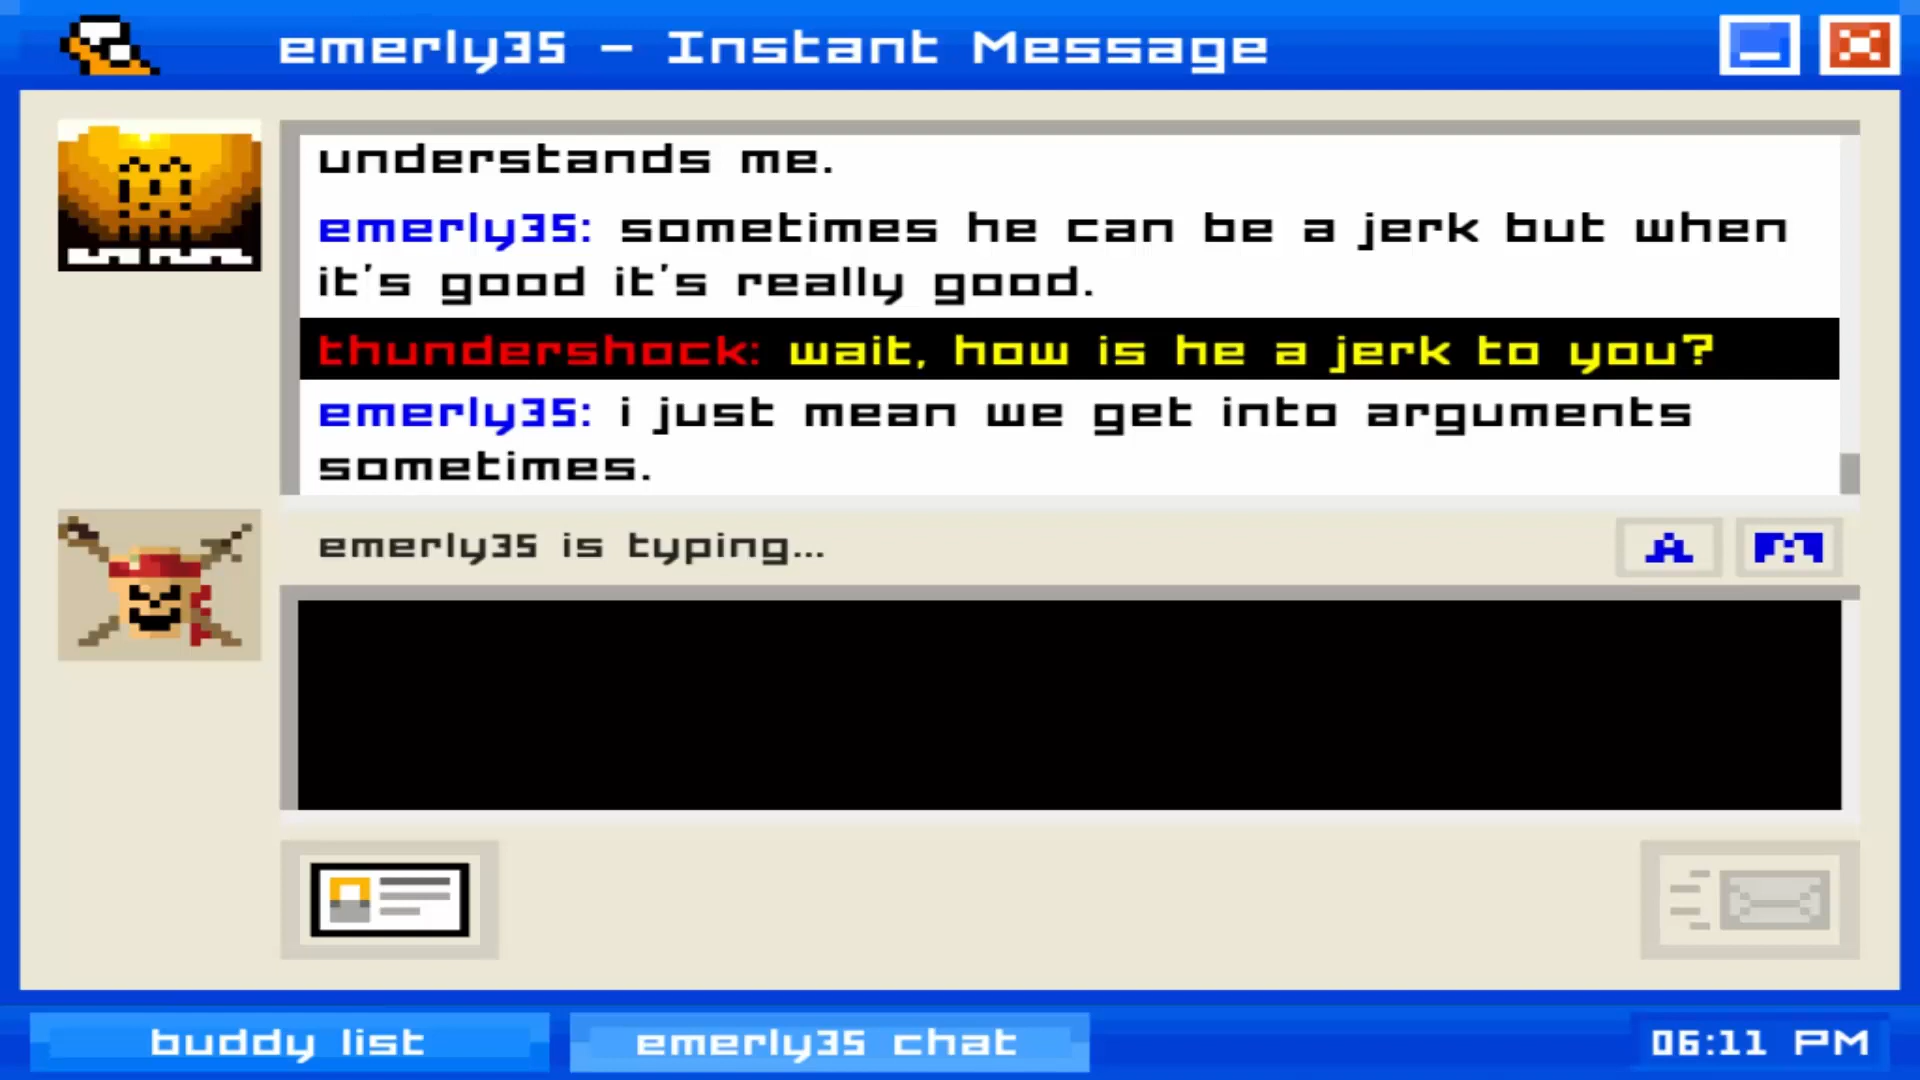 emerly35 - Instant Message
understands me.
emerly35: sometimes he can be a jerk but when
it's good it's really good.
thundershock: wait, how is he a jerk to you?
emerly35: i just mean we get into arguments
sometimes.
emerly35 is typing...
A
buddy list
emerly35 chat
06:11 PM